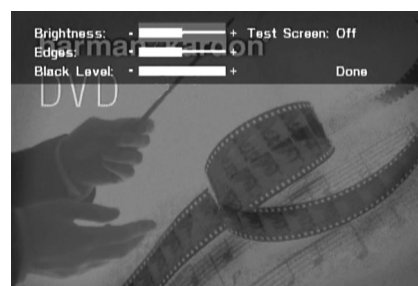 Brightness: - + Test Screen: Off
harman/kardon
Edges: - +
Black Level: - + Done
DVD